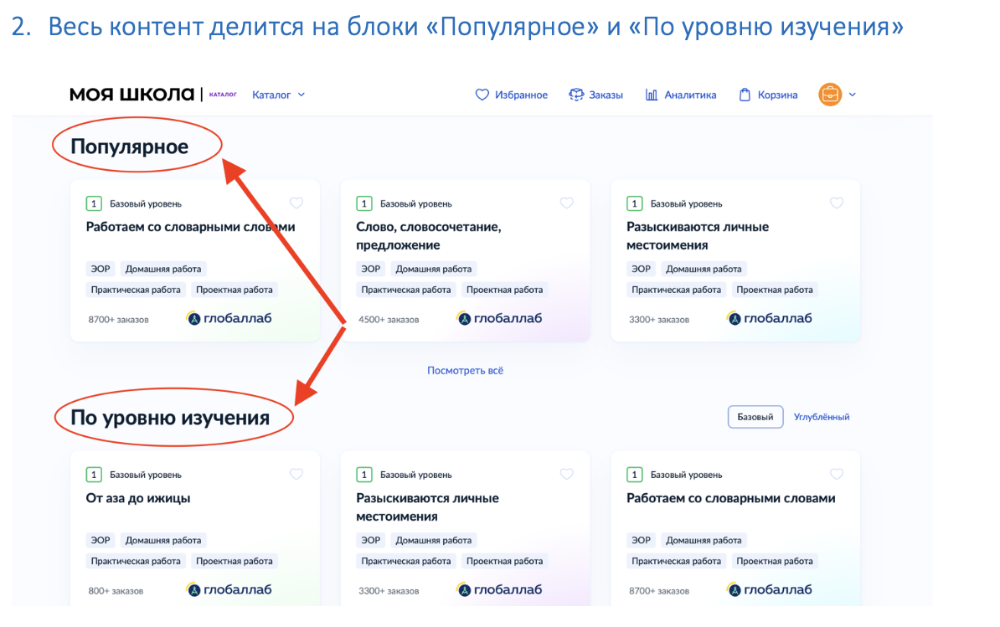 2. Весь контент делится на блоки «Популярное» и «По уровню изучения»
МОЯ ШКОЛА | КАТАЛОГ Каталог Избранное Заказы Аналитика Корзина
Популярное
1 Базовый уровень
Работаем со словарными словами
ЭОР Домашняя работа
Практическая работа Проектная работа
8700+ заказов глобаллаб
1 Базовый уровень
Слово, словосочетание,
предложение
ЭОР Домашняя работа
Практическая работа Проектная работа
4500+ заказов глобаллаб
1 Базовый уровень
Разыскиваются личные
местоимения
ЭОР Домашняя работа
Практическая работа Проектная работа
3300+ заказов глобаллаб
Посмотреть всё
По уровню изучения Базовый Углублённый
1 Базовый уровень
От аза до ижицы
ЭОР Домашняя работа
Практическая работа Проектная работа
800+ заказов глобаллаб
1 Базовый уровень
Разыскиваются личные
местоимения
ЭОР Домашняя работа
Практическая работа Проектная работа
3300+ заказов глобаллаб
1 Базовый уровень
Работаем со словарными словами
ЭОР Домашняя работа
Практическая работа Проектная работа
8700+ заказов глобаллаб